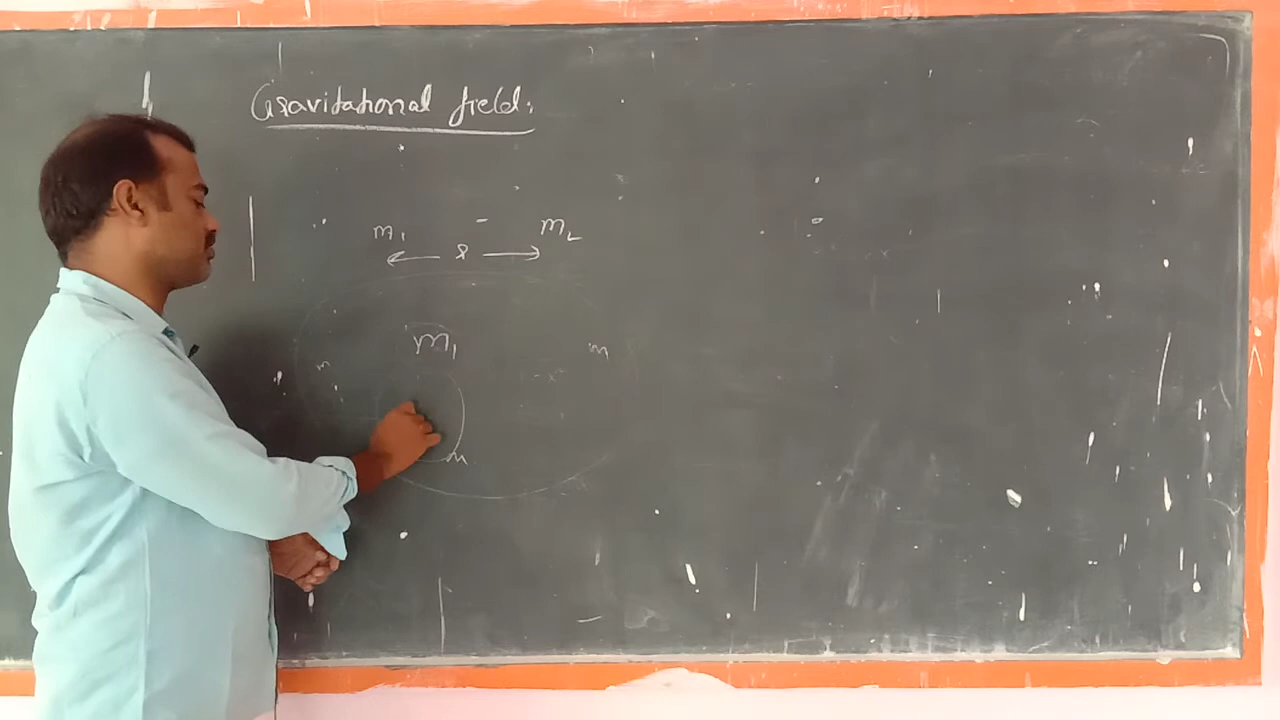 Gravitational field:
m₁ ← r → m₂
m₁
m m
m